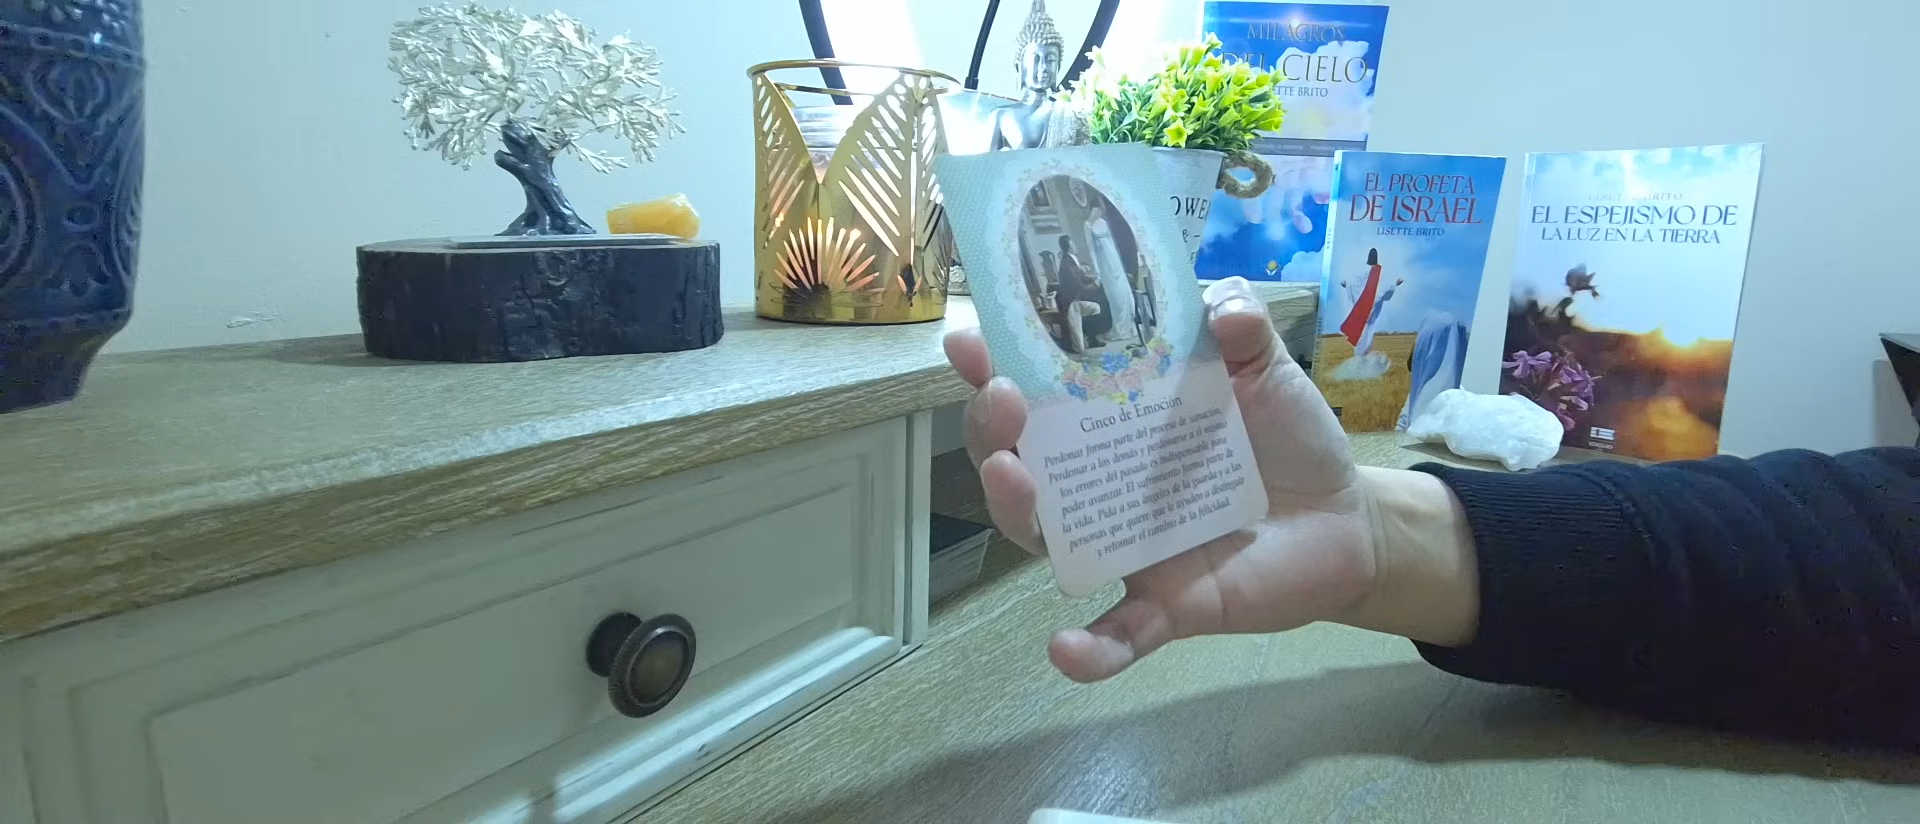 MILAGROS
DEL CIELO
ETTE BRITO
OWE
EL PROFETA
DE ISRAEL
LISETTE BRITO
EL ESPEJISMO DE
LA LUZ EN LA TIERRA
Cinco de Emoción
Perdonar forma parte del proceso de sanación.
Perdonar a los demás y perdonarse a sí mismo
los errores del pasado es indispensable para
poder avanzar. El sufrimiento forma parte de
la vida. Pida a sus ángeles de la guarda y a las
personas que quiere que le ayuden a distinguir
y retomar el camino de la felicidad.